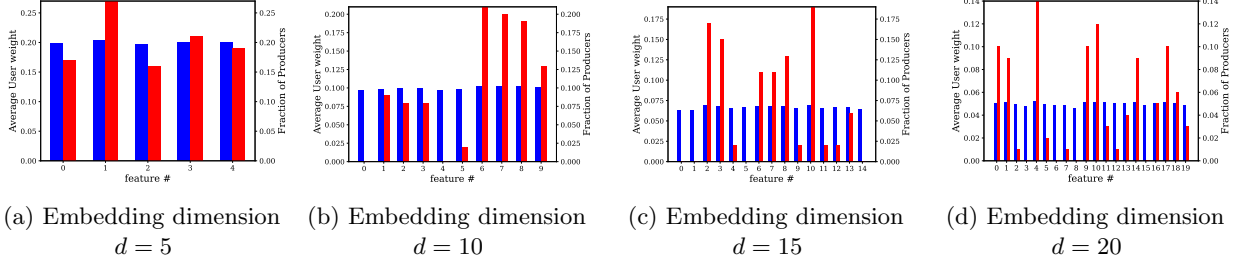 0.25
0.20
0.15
0.10
0.05
0.00
Average User weight
0 1 2 3 4
feature #
0.25
0.20
0.15
0.10
0.05
0.00
Fraction of Producers
(a) Embedding dimension
d = 5
0.200
0.175
0.150
0.125
0.100
0.075
0.050
0.025
0.000
Average User weight
0 1 2 3 4 5 6 7 8 9
feature #
0.200
0.175
0.150
0.125
0.100
0.075
0.050
0.025
0.000
Fraction of Producers
(b) Embedding dimension
d = 10
0.175
0.150
0.125
0.100
0.075
0.050
0.025
0.000
Average User weight
0 1 2 3 4 5 6 7 8 9 10 11 12 13 14
feature #
0.175
0.150
0.125
0.100
0.075
0.050
0.025
0.000
Fraction of Producers
(c) Embedding dimension
d = 15
0.14
0.12
0.10
0.08
0.06
0.04
0.02
0.00
Average User weight
0 1 2 3 4 5 6 7 8 9 10 11 12 13 14 15 16 17 18 19
feature #
0.14
0.12
0.10
0.08
0.06
0.04
0.02
0.00
Fraction of Producers
(d) Embedding dimension
d = 20